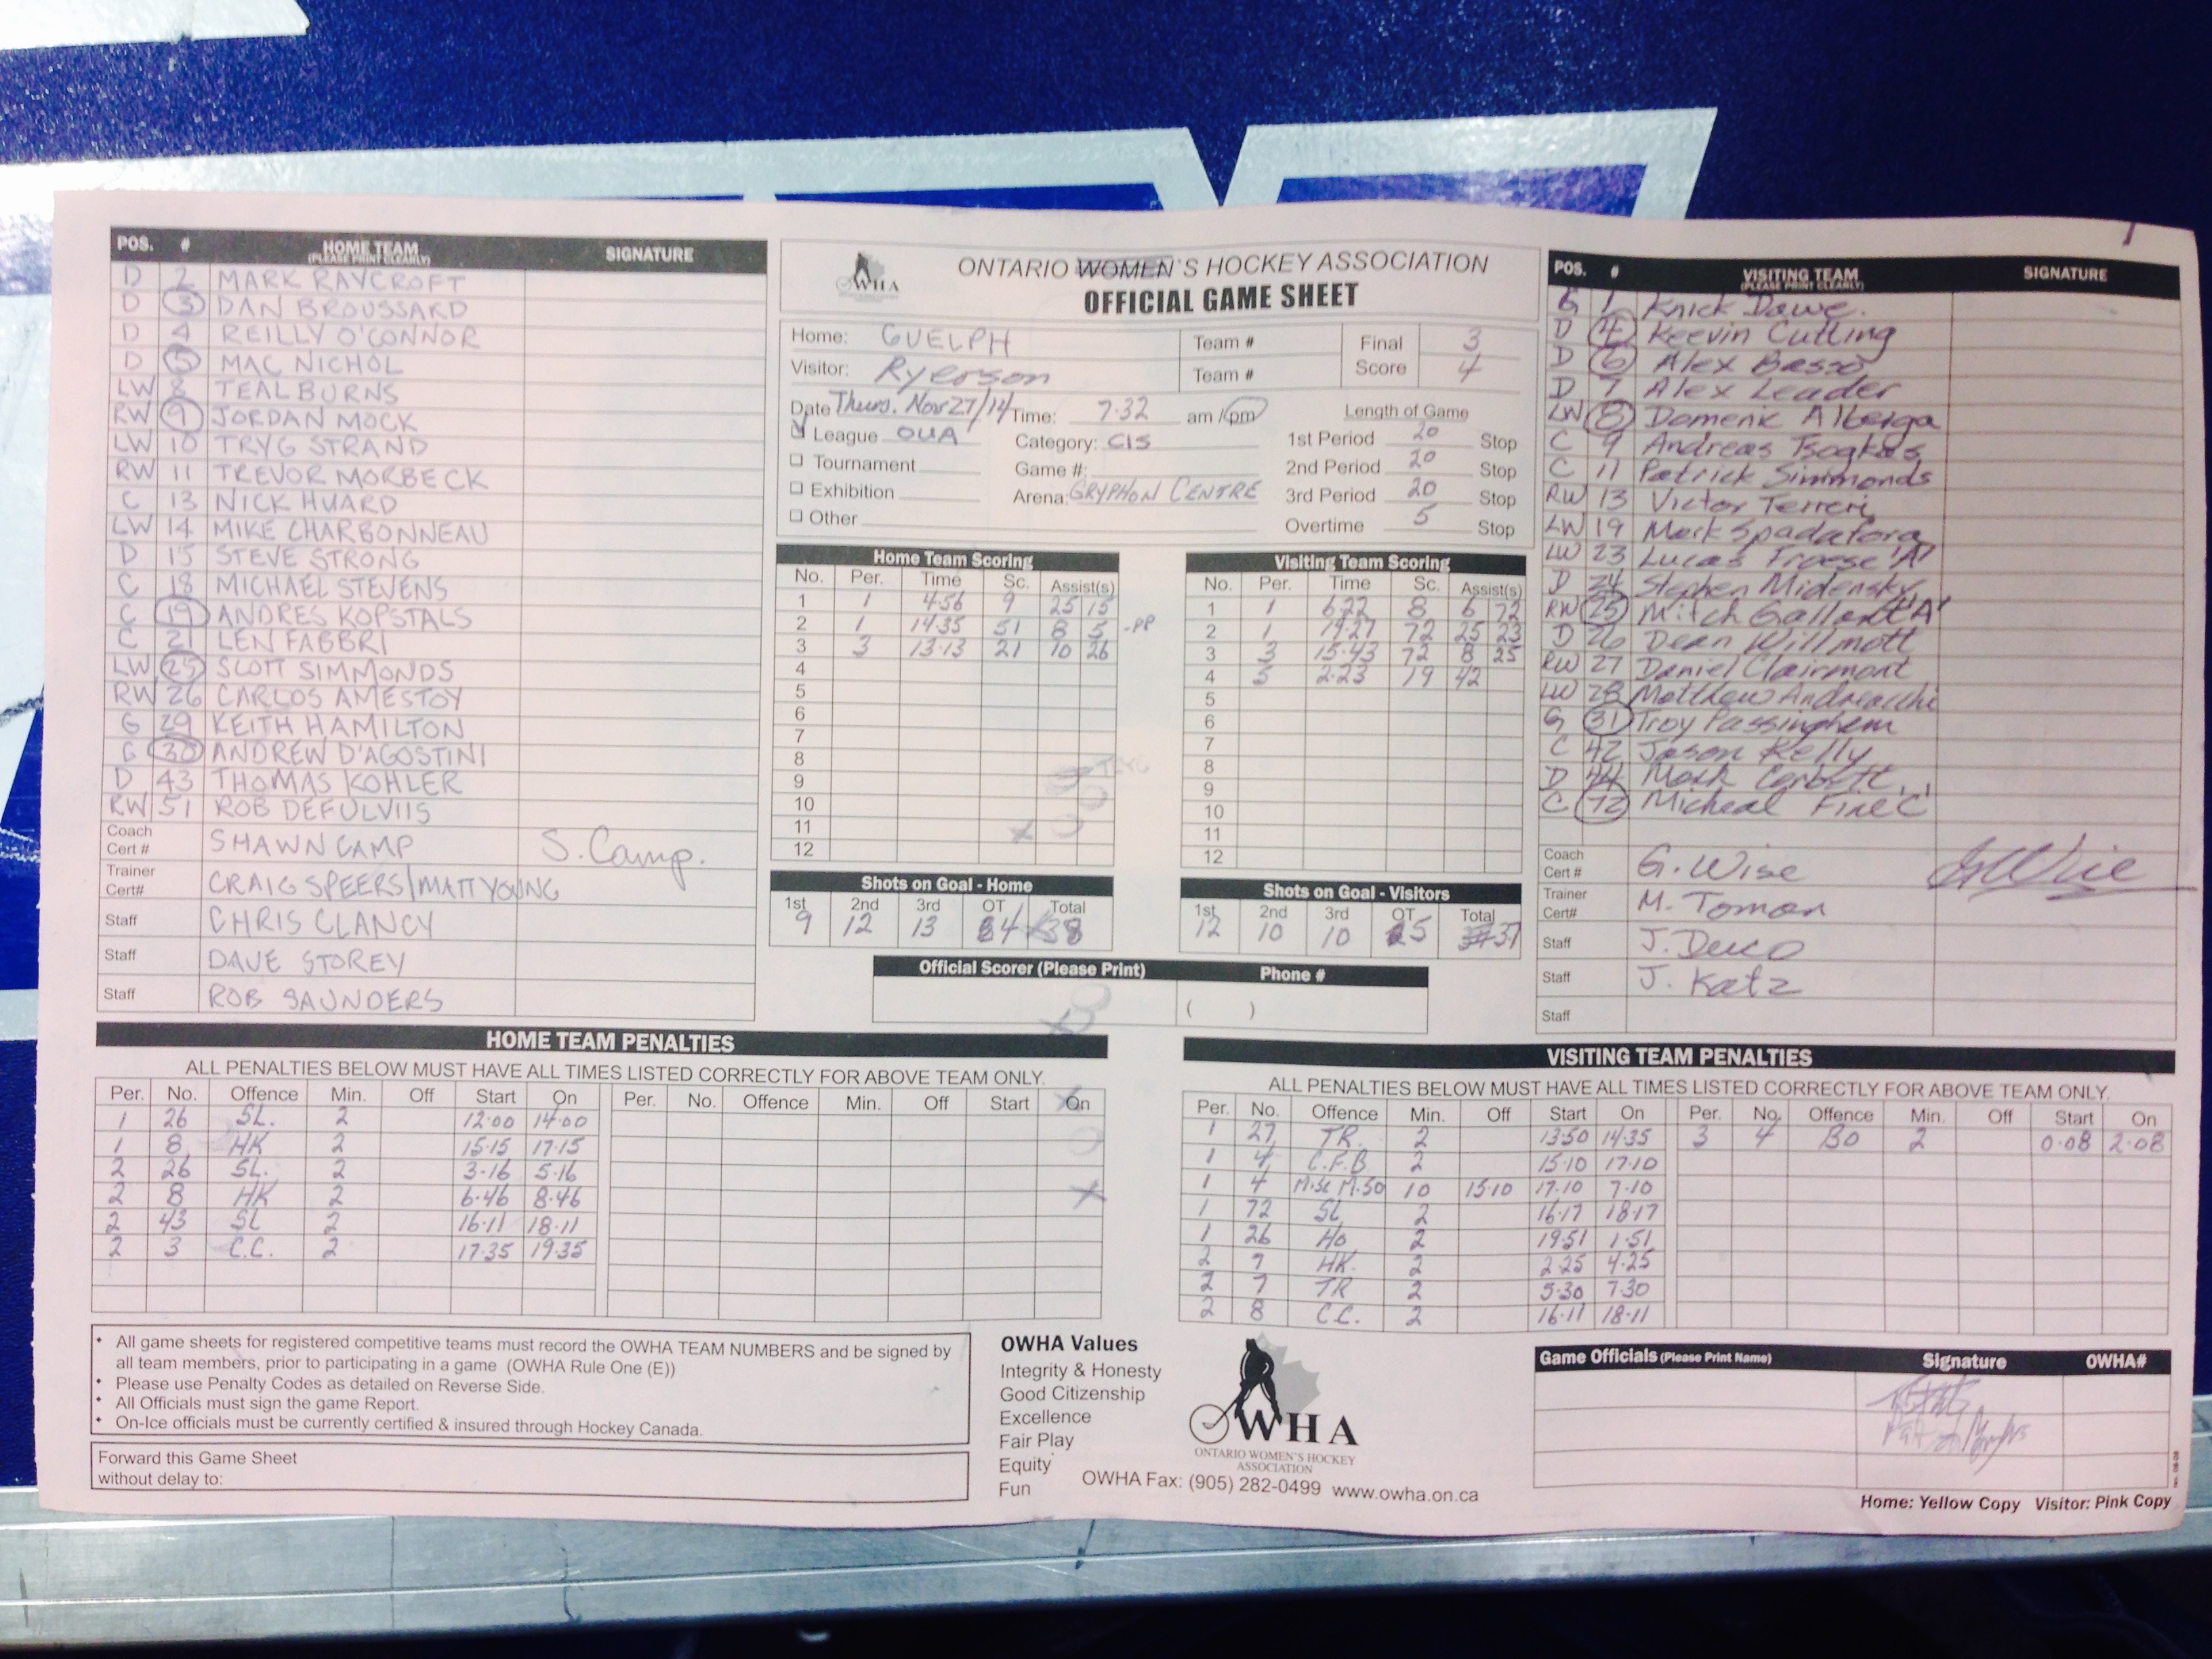 POS. # HOME TEAM (PLEASE PRINT CLEARLY) SIGNATURE
D 2 MARK RAYCROFT
D 3 DAN BROUSSARD
D 4 REILLY O'CONNOR
D 5 MAC NICHOL
LW 8 TEAL BURNS
RW 9 JORDAN MOCK
LW 10 TRYG STRAND
RW 11 TREVOR MORBECK
C 13 NICK HUARD
LW 14 MIKE CHARBONNEAU
D 15 STEVE STRONG
C 18 MICHAEL STEVENS
C 19 ANDRES KOPSTALS
C 21 LEN FABBRI
LW 25 SCOTT SIMMONDS
RW 26 CARLOS AMESTOY
G 29 KEITH HAMILTON
G 30 ANDREW D'AGOSTINI
D 43 THOMAS KOHLER
RW 51 ROB DEFULVIIS
Coach Cert # SHAWN CAMP S. Camp.
Trainer Cert# CRAIG SPEERS/MATT YOUNG
Staff CHRIS CLANCY
Staff DAVE STOREY
Staff ROB SAUNDERS
OWHA
ONTARIO WOMEN'S HOCKEY ASSOCIATION
OFFICIAL GAME SHEET
Home: GUELPH Team # Final 3
Visitor: Ryerson Team # Score 4
Date Thurs. Nov 27/14 Time: 7:32 am / pm Length of Game
League OUA Category: CIS 1st Period 20 Stop
Tournament Game #: 2nd Period 20 Stop
Exhibition Arena: GRYPHON CENTRE 3rd Period 20 Stop
Other Overtime 5 Stop
Home Team Scoring
No. Per. Time Sc. Assist(s)
1 1 4:56 9 25 15
2 1 14:35 51 8 5 -PP
3 3 13:13 21 10 26
4
5
6
7
8
9
10
11
12
Visiting Team Scoring
No. Per. Time Sc. Assist(s)
1 1 6:22 8 6 72
2 1 19:27 72 25 23
3 3 15:43 72 8 25
4 5 2:23 19 42
5
6
7
8
9
10
11
12
Shots on Goal - Home
1st 2nd 3rd OT Total
9 12 13 4 38
Shots on Goal - Visitors
1st 2nd 3rd OT Total
12 10 10 5 37
Official Scorer (Please Print) Phone #
( )
POS. # VISITING TEAM (PLEASE PRINT CLEARLY) SIGNATURE
G 1 Knick Dawe.
D 4 Keevin Cutting
D 6 Alex Basso
D 7 Alex Leader
LW 8 Domenic Alberga
C 9 Andreas Tsogkas
C 11 Patrick Simmonds
RW 13 Victor Terreri
LW 19 Mark Spadafora
LW 23 Lucas Froese 'A'
D 24 Stephen Midensky
RW 25 Mitch Gallant 'A'
D 26 Dean Willmott
RW 27 Daniel Clairmont
LW 28 Matthew Andreacchi
G 31 Troy Passingham
C 42 Jason Kelly
D 44 Mark Corbett
C 72 Micheal Fine 'C'
Coach Cert # G. Wise G Wise
Trainer Cert# M. Toman
Staff J. Duco
Staff J. Katz
Staff
HOME TEAM PENALTIES
ALL PENALTIES BELOW MUST HAVE ALL TIMES LISTED CORRECTLY FOR ABOVE TEAM ONLY.
Per. No. Offence Min. Off Start On Per. No. Offence Min. Off Start On
1 26 SL. 2 12:00 14:00
1 8 HK 2 15:15 17:15
2 26 SL. 2 3:16 5:16
2 8 HK 2 6:46 8:46
2 43 SL 2 16:11 18:11
2 3 C.C. 2 17:35 19:35
VISITING TEAM PENALTIES
ALL PENALTIES BELOW MUST HAVE ALL TIMES LISTED CORRECTLY FOR ABOVE TEAM ONLY.
Per. No. Offence Min. Off Start On Per. No. Offence Min. Off Start On
1 27 TR. 2 13:50 14:35 3 4 BO 2 0:08 2:08
1 4 C.F.B 2 15:10 17:10
1 4 10 15:10 17:10 7:10
1 72 SL 2 16:17 18:17
1 26 HO 2 19:51 1:51
2 7 HK. 2 2:25 4:25
2 7 TR 2 5:30 7:30
2 8 C.C. 2 16:11 18:11
• All game sheets for registered competitive teams must record the OWHA TEAM NUMBERS and be signed by
all team members, prior to participating in a game (OWHA Rule One (E))
• Please use Penalty Codes as detailed on Reverse Side.
• All Officials must sign the game Report.
• On-Ice officials must be currently certified & insured through Hockey Canada.
Forward this Game Sheet
without delay to:
OWHA Values
Integrity & Honesty
Good Citizenship
Excellence
Fair Play
Equity
Fun
OWHA
ONTARIO WOMEN'S HOCKEY
ASSOCIATION
OWHA Fax: (905) 282-0499 www.owha.on.ca
Game Officials (Please Print Name) Signature OWHA#
Home: Yellow Copy Visitor: Pink Copy